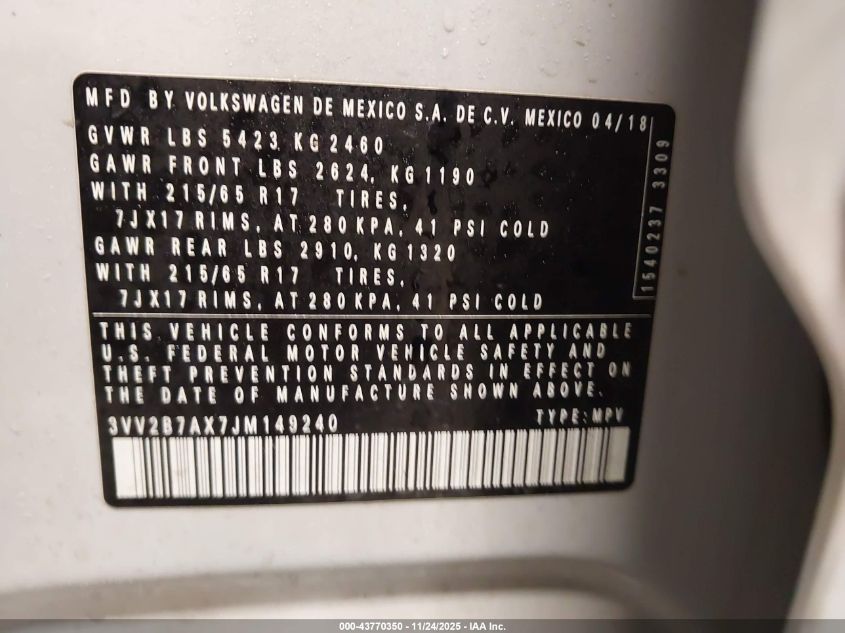 MFD BY VOLKSWAGEN DE MEXICO S.A. DE C.V. MEXICO 04/18
GVWR LBS 5423 KG 2460
GAWR FRONT LBS 2624, KG 1190
WITH 215/65 R17 TIRES,
7JX17 RIMS, AT 280 KPA, 41 PSI COLD
GAWR REAR LBS 2910, KG 1320
WITH 215/65 R17 TIRES,
7JX17 RIMS, AT 280 KPA, 41 PSI COLD
1540237 3309
THIS VEHICLE CONFORMS TO ALL APPLICABLE
U.S. FEDERAL MOTOR VEHICLE SAFETY AND
THEFT PREVENTION STANDARDS IN EFFECT ON
THE DATE OF MANUFACTURE SHOWN ABOVE.
3VV2B7AX7JM149240 TYPE: MPV
000-43770350 - 11/24/2025 - IAA Inc.